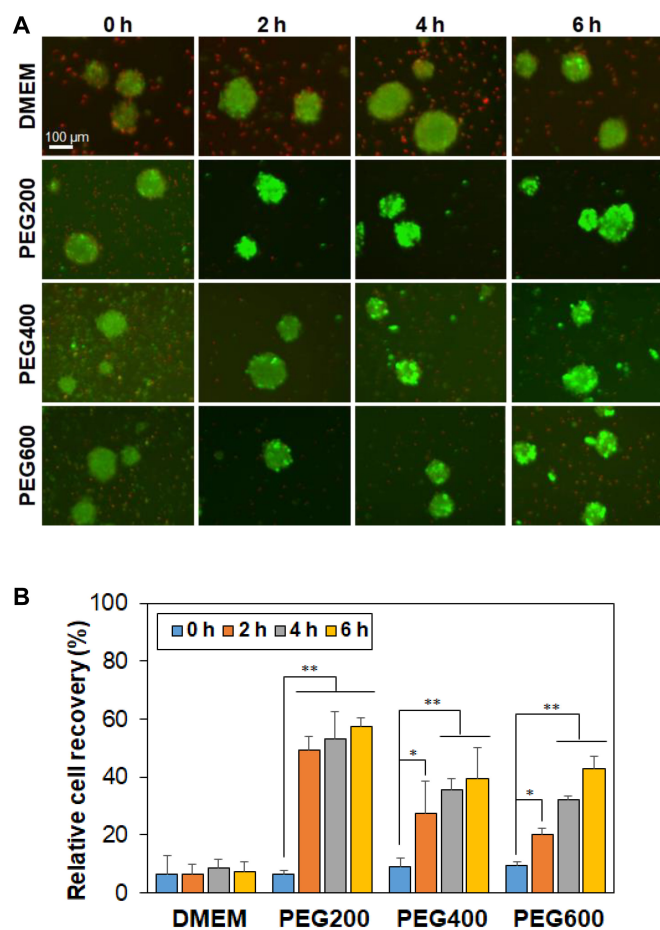 A
0 h 2 h 4 h 6 h
DMEM
100 µm
PEG200
PEG400
PEG600
B
Relative cell recovery (%)
100
80
60
40
20
0
0 h 2 h 4 h 6 h
**
**
*
**
*
DMEM PEG200 PEG400 PEG600